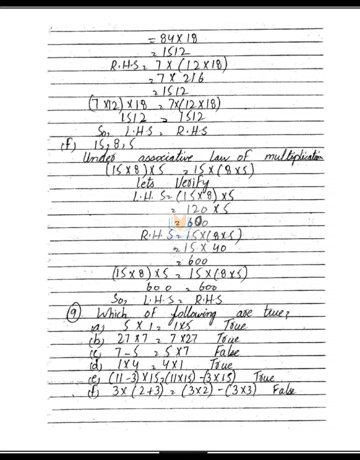 = 84 x 18
= 1512
R.H.S = 7 x (12 x 18)
= 7 x 216
= 1512
(7 x 12) x 18 = 7x(12 x 18)
1512 = 1512
So, L.H.S = R.H.S
(f) 15, 8, 5
Under associative law of multiplication
(15 x 8) x 5 = 15 x (8 x 5)
lets Verify
L.H.S = (15 x 8) x 5
= 120 x 5
= 600
R.H.S = 15 x (8 x 5)
= 15 x 40
= 600
(15 x 8) x 5 = 15 x (8 x 5)
600 = 600
So, L.H.S = R.H.S
(9) Which of following are true?
(a) 5 x 1 = 1 x 5 True
(b) 27 x 7 = 7 x 27 True
(c) 7 - 5 = 5 x 7 False
(d) 1 x 4 = 4 x 1 True
(e) (11 - 3) x 15 = (11 x 15) - (3 x 15) True
(f) 3 x (2 + 3) = (3 x 2) - (3 x 3) False